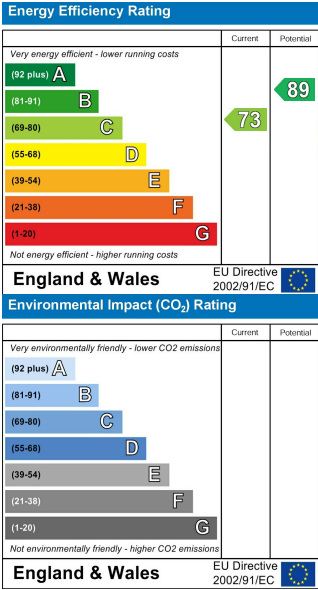 Energy Efficiency Rating
Current Potential
Very energy efficient - lower running costs
(92 plus) A
(81-91) B
(69-80) C
(55-68) D
(39-54) E
(21-38) F
(1-20) G
73
89
Not energy efficient - higher running costs
England & Wales
EU Directive
2002/91/EC
Environmental Impact (CO₂) Rating
Current Potential
Very environmentally friendly - lower CO2 emissions
(92 plus) A
(81-91) B
(69-80) C
(55-68) D
(39-54) E
(21-38) F
(1-20) G
Not environmentally friendly - higher CO2 emissions
England & Wales
EU Directive
2002/91/EC